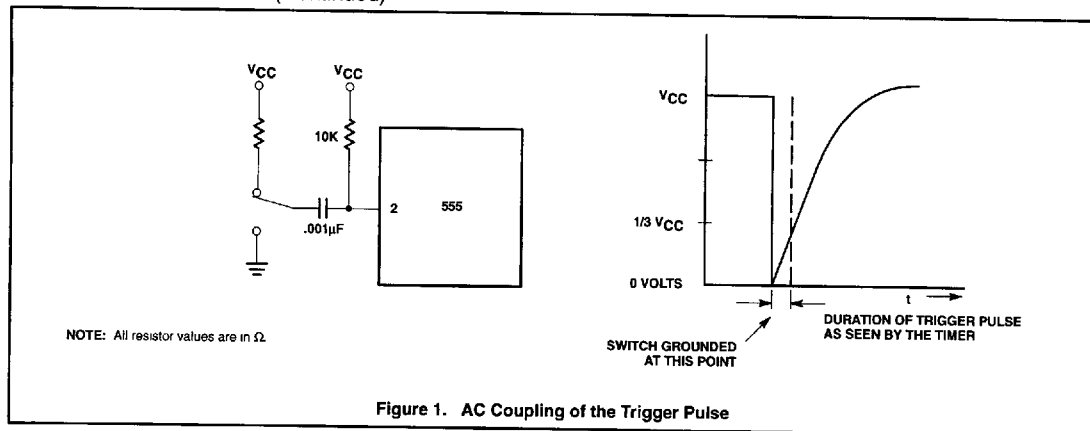 VCC VCC
10K
2 555
.001µF
NOTE: All resistor values are in Ω
VCC
1/3 VCC
0 VOLTS
t
SWITCH GROUNDED
AT THIS POINT
DURATION OF TRIGGER PULSE
AS SEEN BY THE TIMER
Figure 1. AC Coupling of the Trigger Pulse